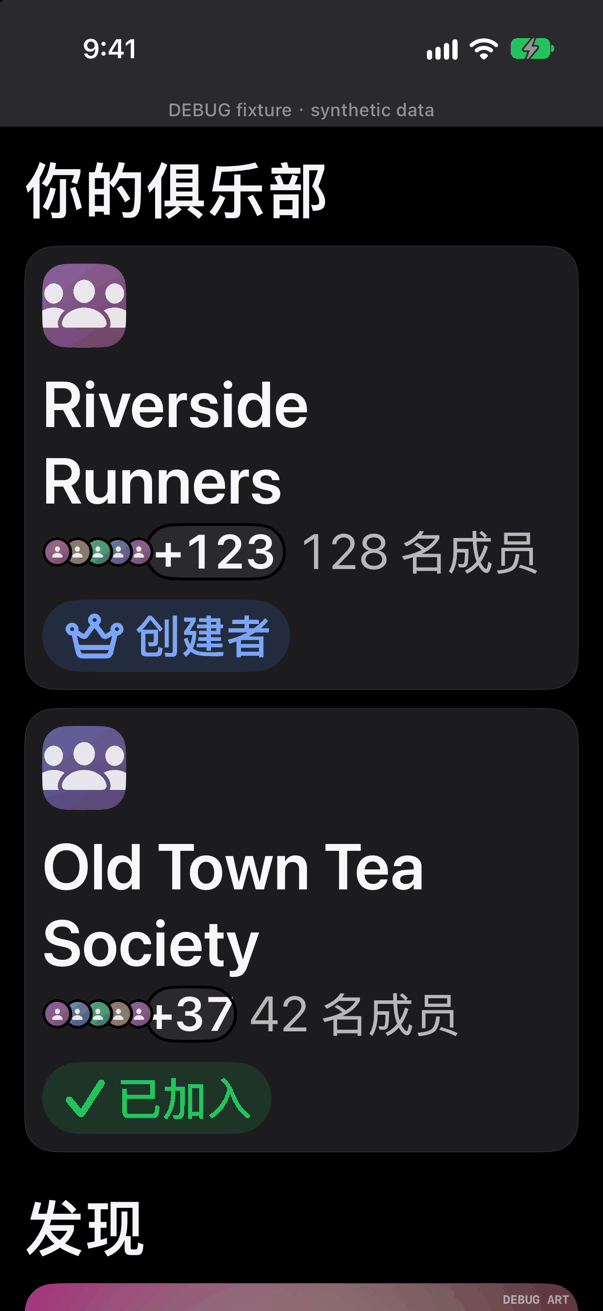 9:41
DEBUG fixture · synthetic data
你的俱乐部
Riverside
Runners
+123 128 名成员
创建者
Old Town Tea
Society
+37 42 名成员
已加入
发现
DEBUG ART